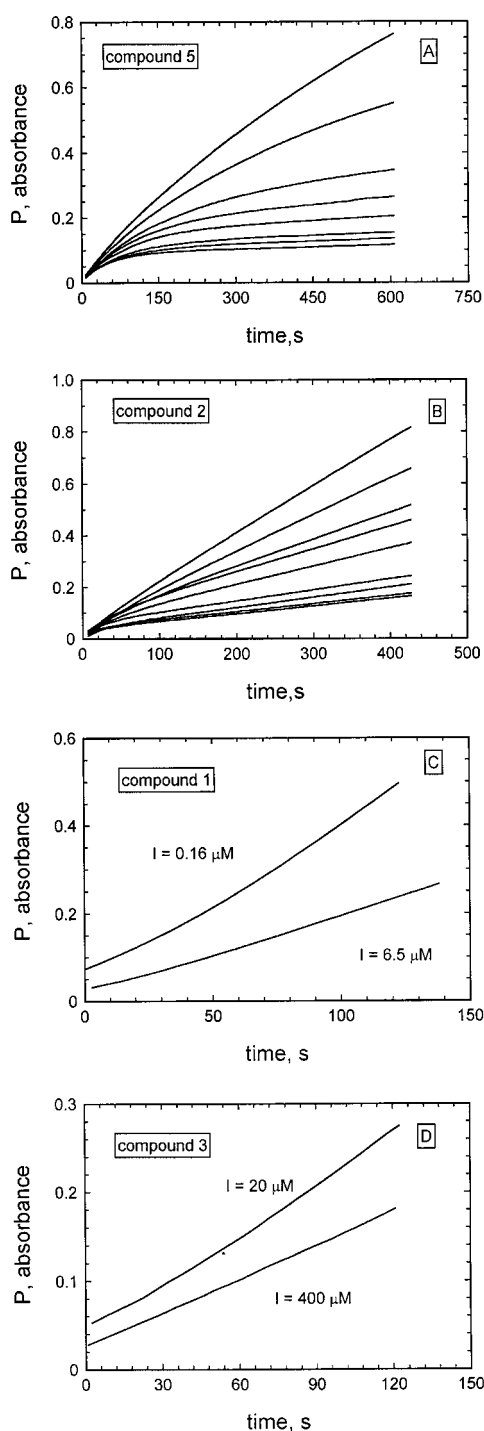 0.8
compound 5
A
0.6
0.4
0.2
0
P, absorbance
0 150 300 450 600 750
time,s
1.0
compound 2
B
0.8
0.6
0.4
0.2
0
P, absorbance
0 100 200 300 400 500
time,s
0.6
compound 1
C
0.4
I = 0.16 μM
0.2
I = 6.5 μM
0
P, absorbance
0 50 100 150
time, s
0.3
compound 3
D
0.2
I = 20 μM
0.1
I = 400 μM
0
P, absorbance
0 30 60 90 120 150
time, s